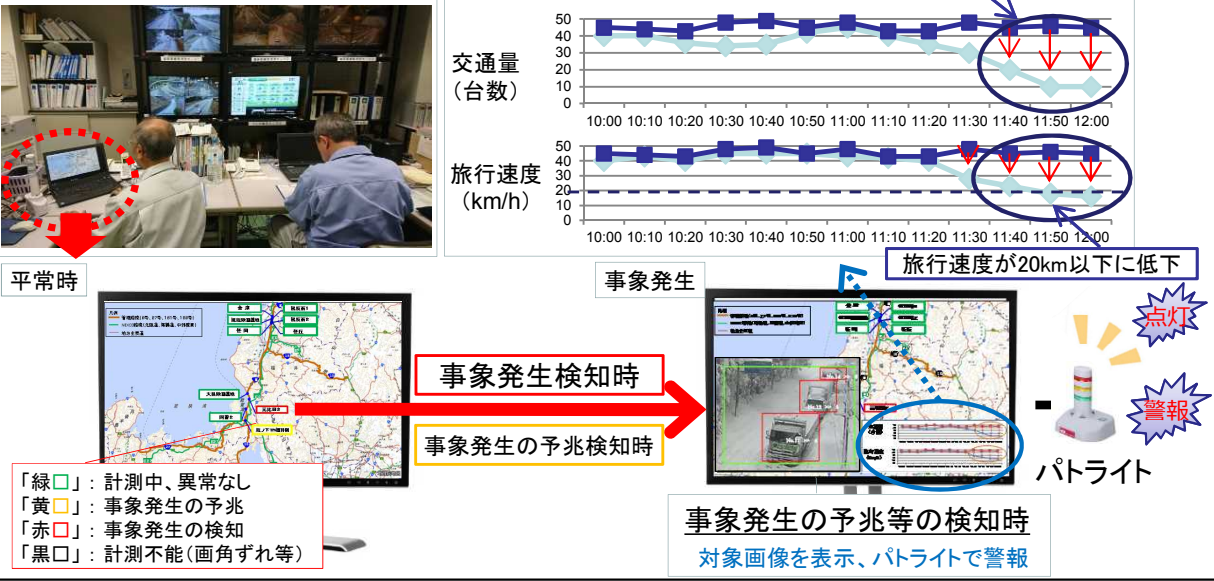 交通量
（台数）
50
40
30
20
10
0
10:00 10:10 10:20 10:30 10:40 10:50 11:00 11:10 11:20 11:30 11:40 11:50 12:00
旅行速度
（km/h）
50
40
30
20
10
0
10:00 10:10 10:20 10:30 10:40 10:50 11:00 11:10 11:20 11:30 11:40 11:50 12:00
旅行速度が20km以下に低下
平常時
事象発生
事象発生検知時
事象発生の予兆検知時
点灯
警報
パトライト
「緑□」：計測中、異常なし
「黄□」：事象発生の予兆
「赤□」：事象発生の検知
「黒□」：計測不能（画角ずれ等）
事象発生の予兆等の検知時
対象画像を表示、パトライトで警報